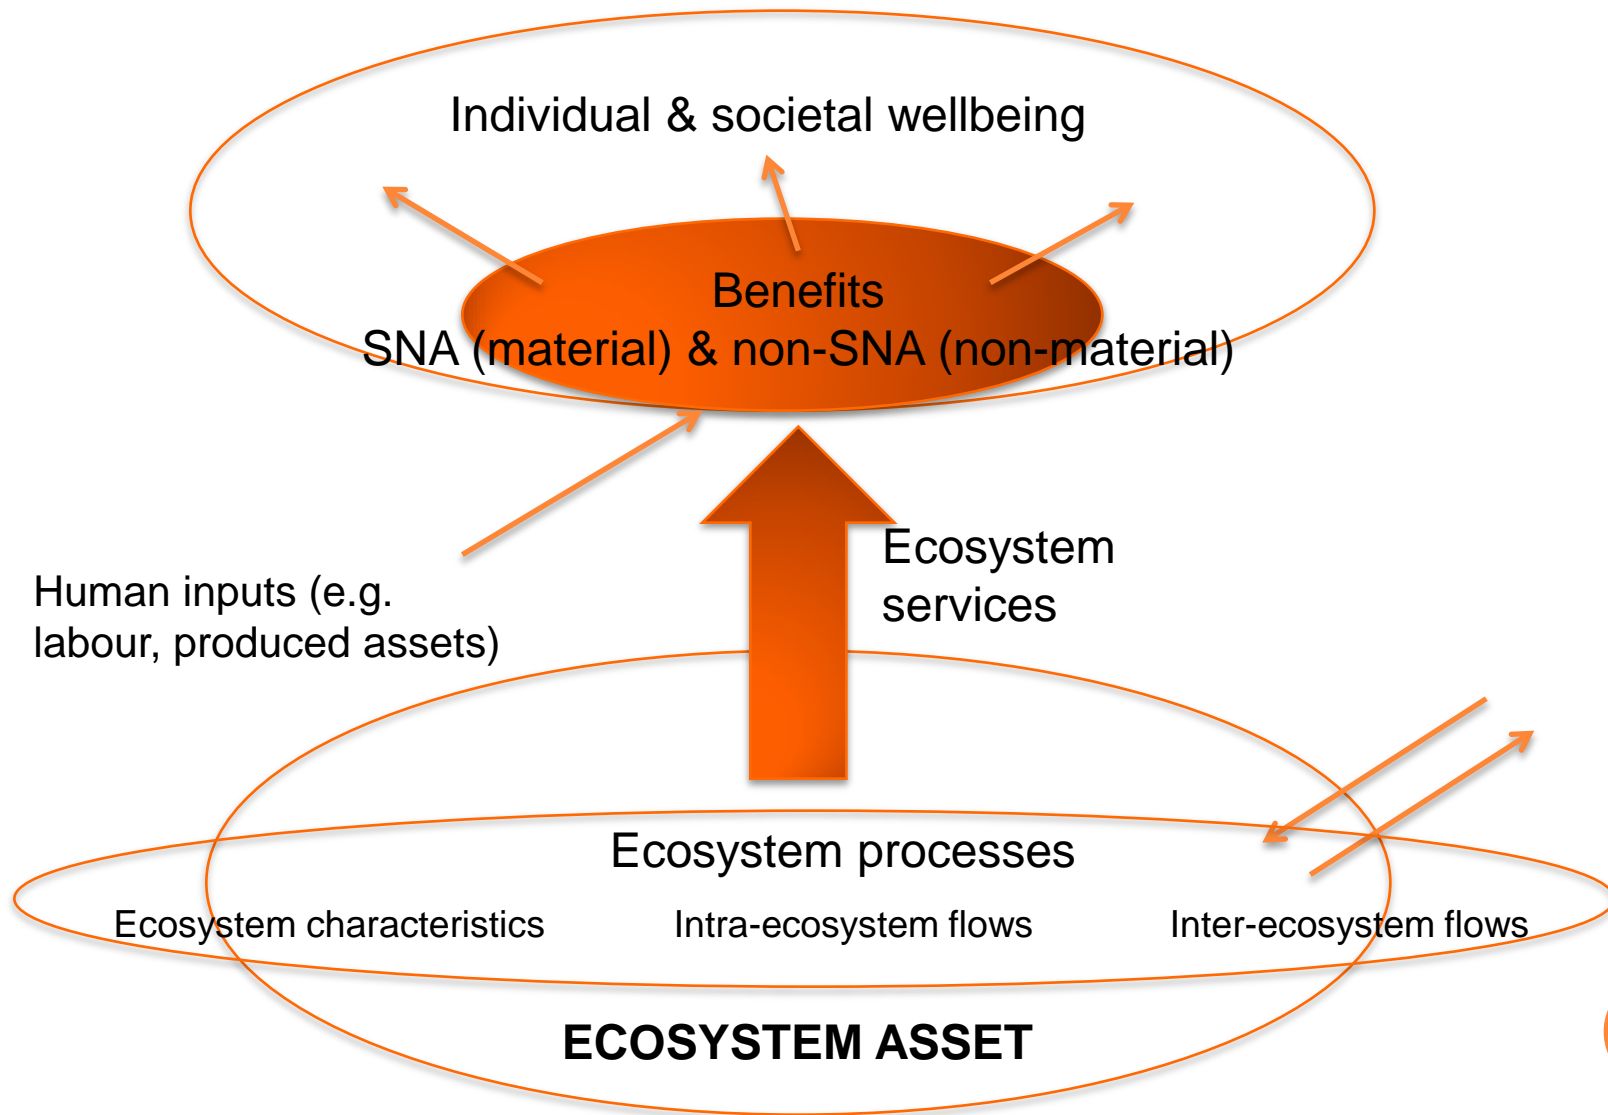 Individual & societal wellbeing
Benefits
SNA (material) & non-SNA (non-material)
Ecosystem
services
Human inputs (e.g.
labour, produced assets)
Ecosystem processes
Ecosystem characteristics
Intra-ecosystem flows
Inter-ecosystem flows
ECOSYSTEM ASSET